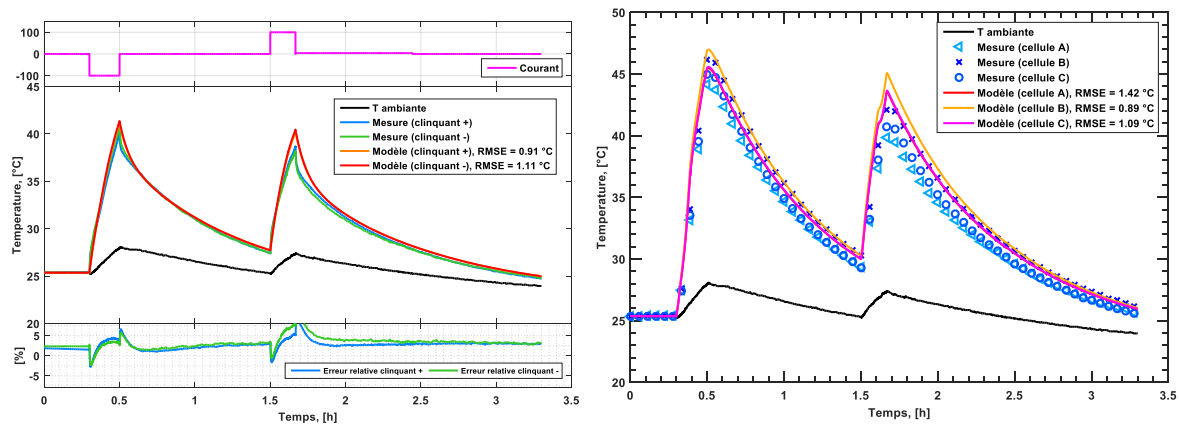 100
0
-100
Courant
45
40
35
30
25
20
Temperature, [°C]
T ambiante
Mesure (clinquant +)
Mesure (clinquant -)
Modèle (clinquant +), RMSE = 0.91 °C
Modèle (clinquant -), RMSE = 1.11 °C
5
0
-5
[%]
Erreur relative clinquant +
Erreur relative clinquant -
0
0.5
1
1.5
2
2.5
3
3.5
Temps, [h]
50
45
40
35
30
25
20
Temperature, [°C]
T ambiante
Mesure (cellule A)
Mesure (cellule B)
Mesure (cellule C)
Modèle (cellule A), RMSE = 1.42 °C
Modèle (cellule B), RMSE = 0.89 °C
Modèle (cellule C), RMSE = 1.09 °C
0
0.5
1
1.5
2
2.5
3
3.5
Temps, [h]